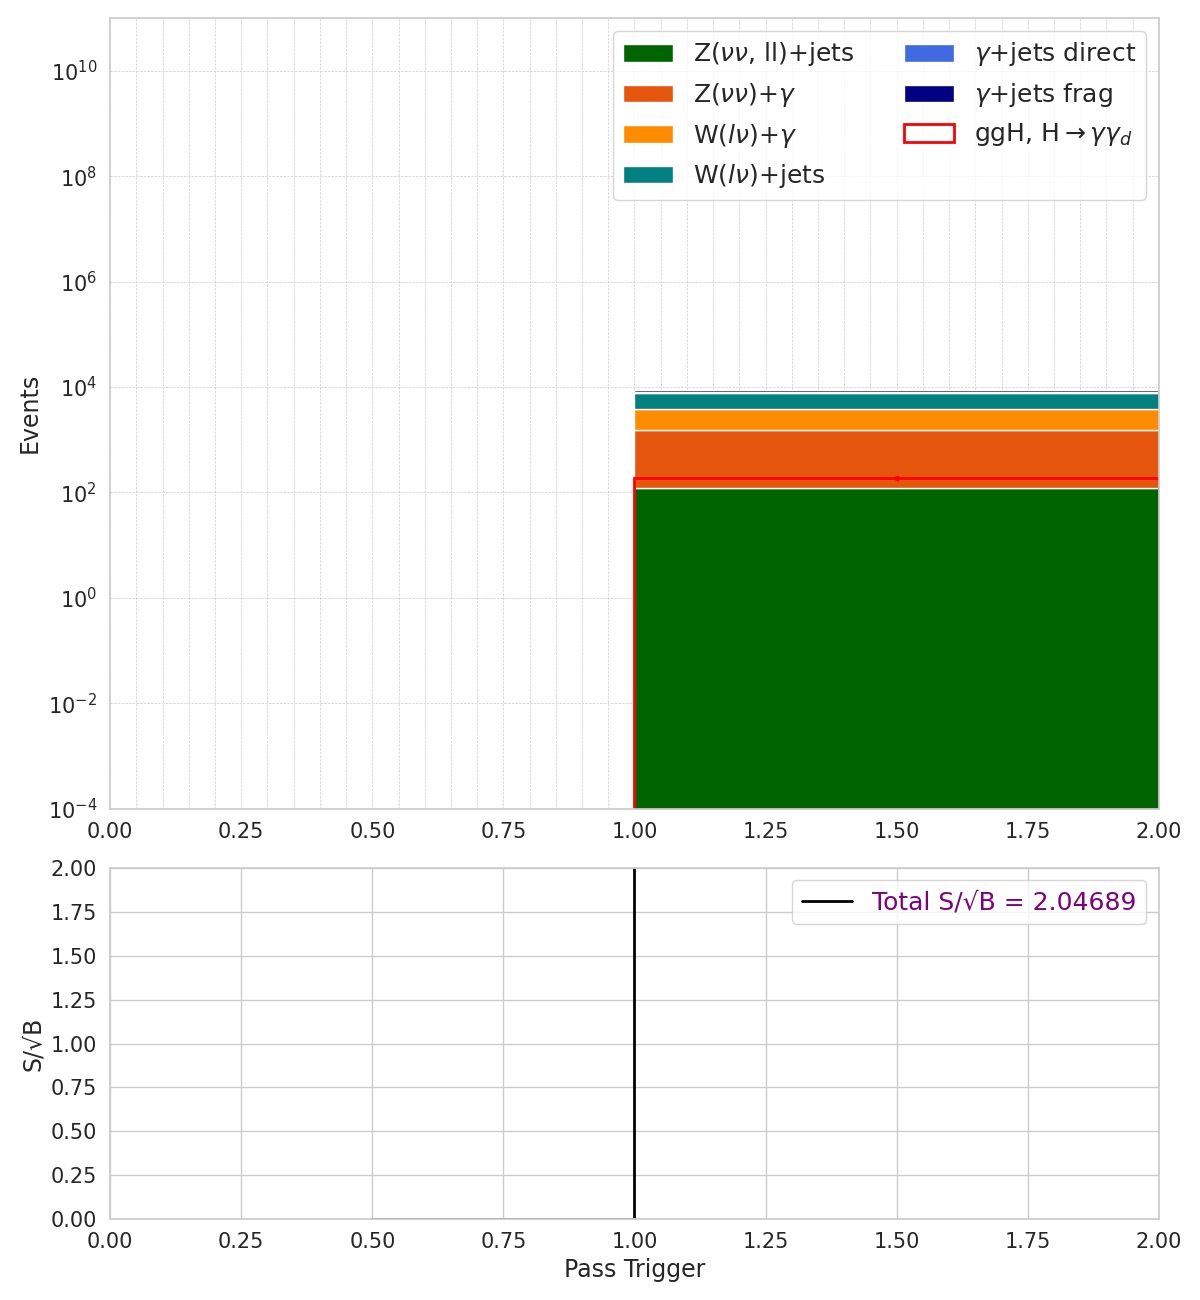 Z(νν, ll)+jets
Z(νν)+γ
W(lν)+γ
W(lν)+jets
γ+jets direct
γ+jets frag
ggH, H→γγ_d
Events
10^10
10^8
10^6
10^4
10^2
10^0
10^−2
10^−4
0.00 0.25 0.50 0.75 1.00 1.25 1.50 1.75 2.00
Total S/√B = 2.04689
S/√B
2.00
1.75
1.50
1.25
1.00
0.75
0.50
0.25
0.00
0.00 0.25 0.50 0.75 1.00 1.25 1.50 1.75 2.00
Pass Trigger